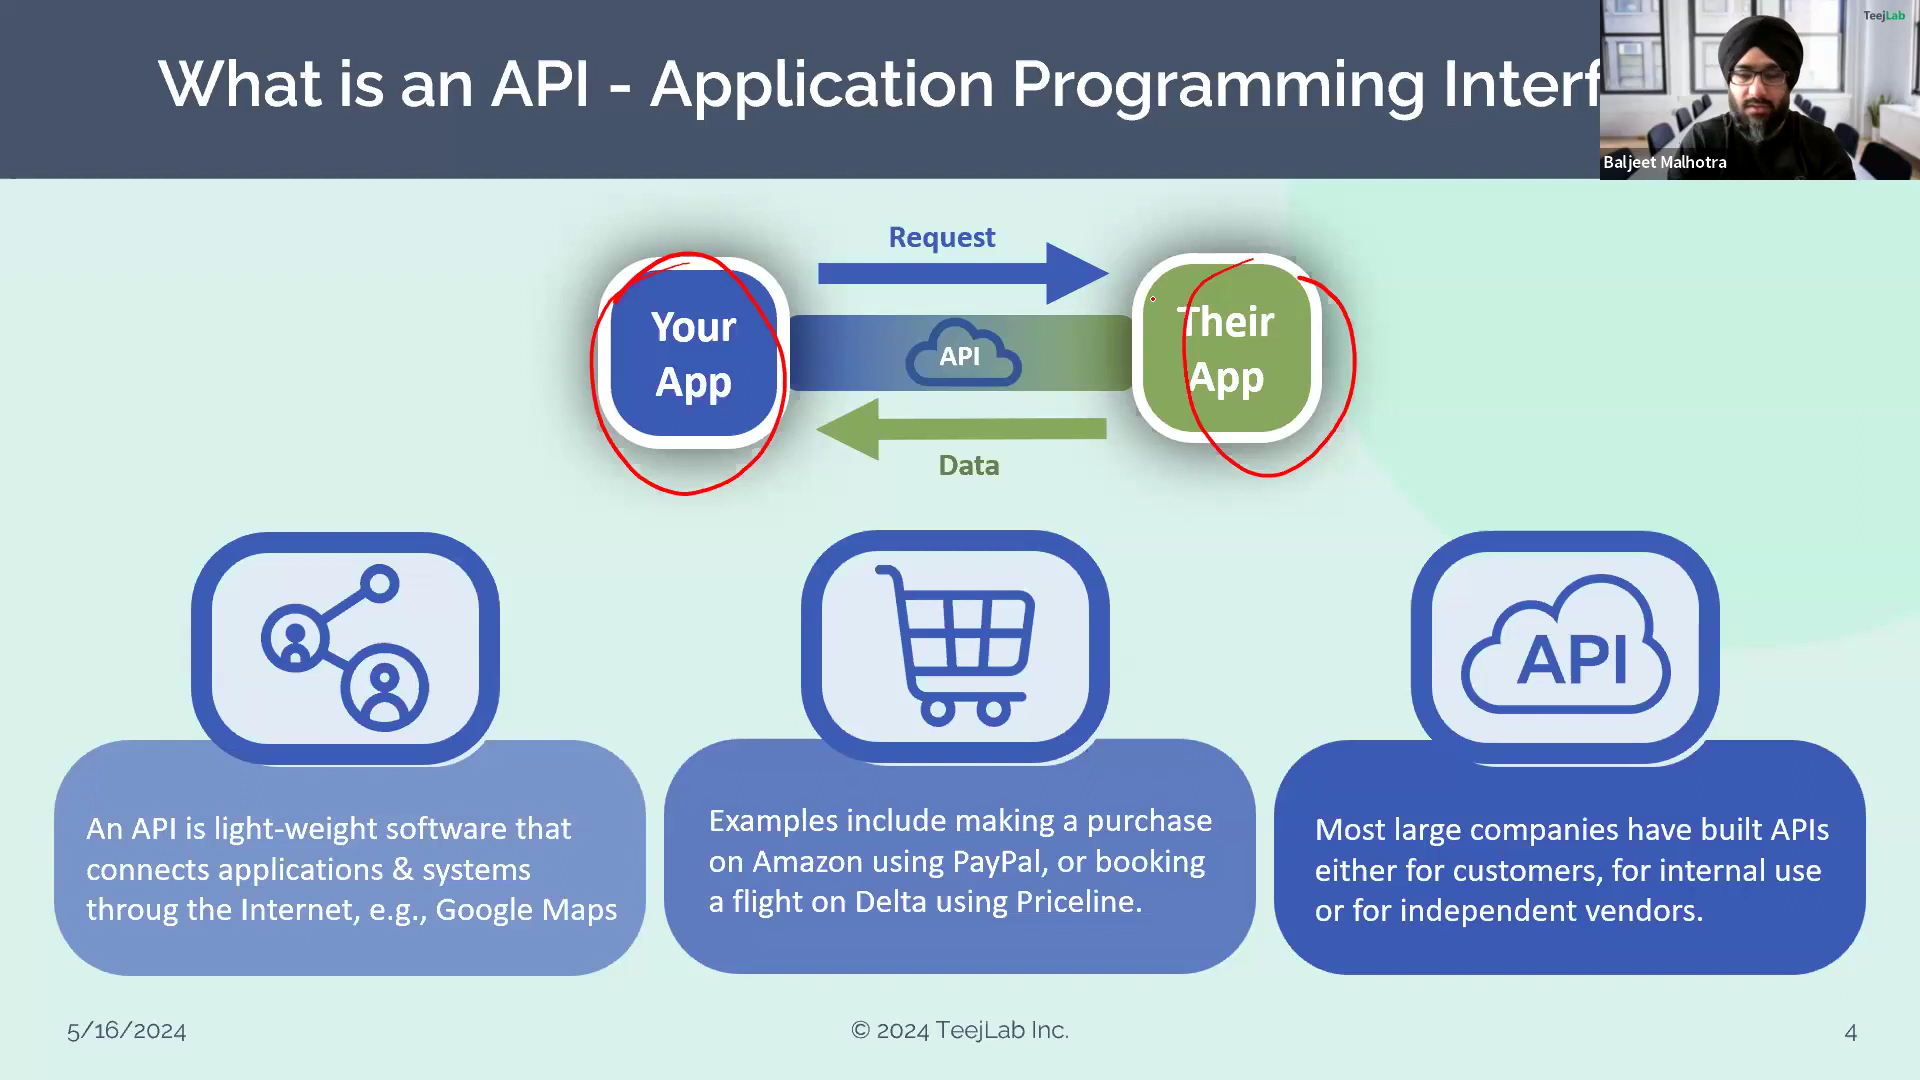 What is an API - Application Programming Interf
TeejLab
Baljeet Malhotra
Request
Your
App
API
Their
App
Data
API
An API is light-weight software that
connects applications & systems
throug the Internet, e.g., Google Maps
Examples include making a purchase
on Amazon using PayPal, or booking
a flight on Delta using Priceline.
Most large companies have built APIs
either for customers, for internal use
or for independent vendors.
5/16/2024
© 2024 TeejLab Inc.
4